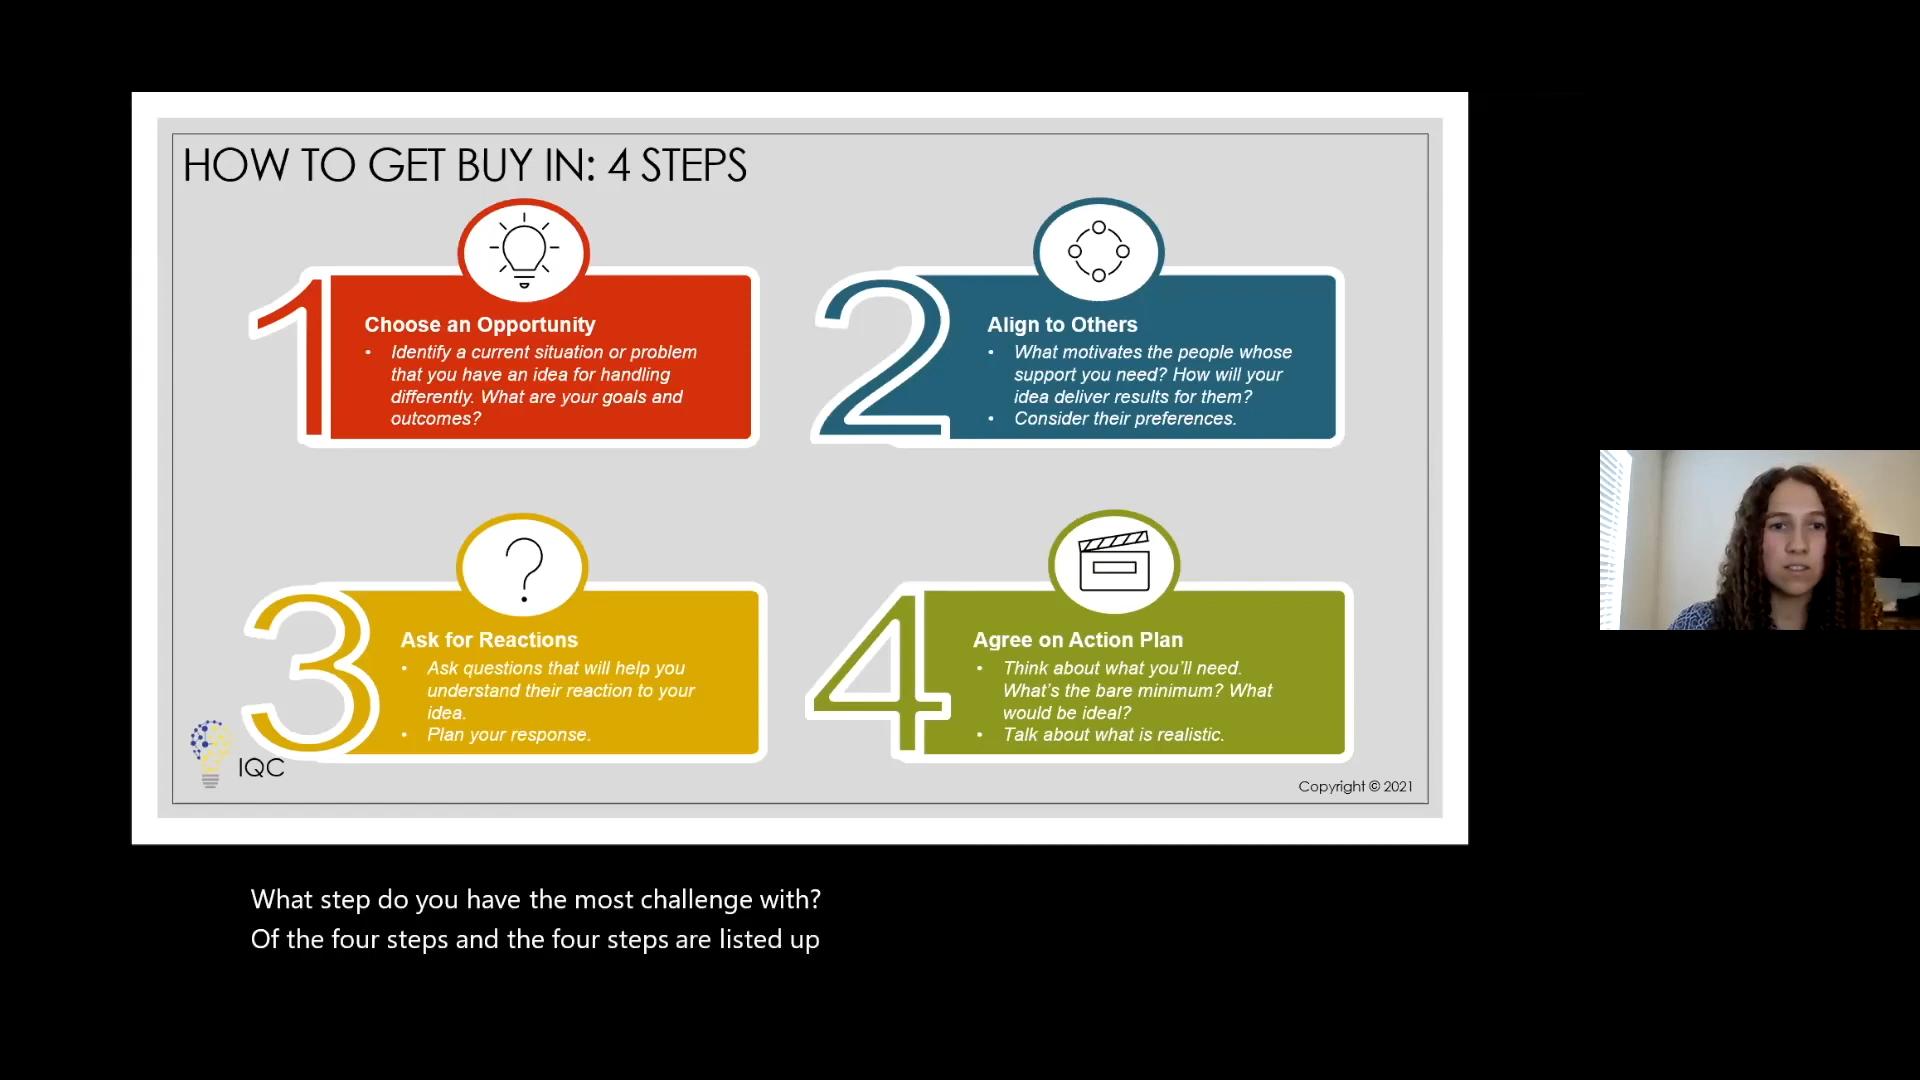 HOW TO GET BUY IN: 4 STEPS
1
Choose an Opportunity
• Identify a current situation or problem
that you have an idea for handling
differently. What are your goals and
outcomes?
2
Align to Others
• What motivates the people whose
support you need? How will your
idea deliver results for them?
• Consider their preferences.
3
?
Ask for Reactions
• Ask questions that will help you
understand their reaction to your
idea.
• Plan your response.
4
Agree on Action Plan
• Think about what you'll need.
What's the bare minimum? What
would be ideal?
• Talk about what is realistic.
IQC
Copyright © 2021
What step do you have the most challenge with?
Of the four steps and the four steps are listed up